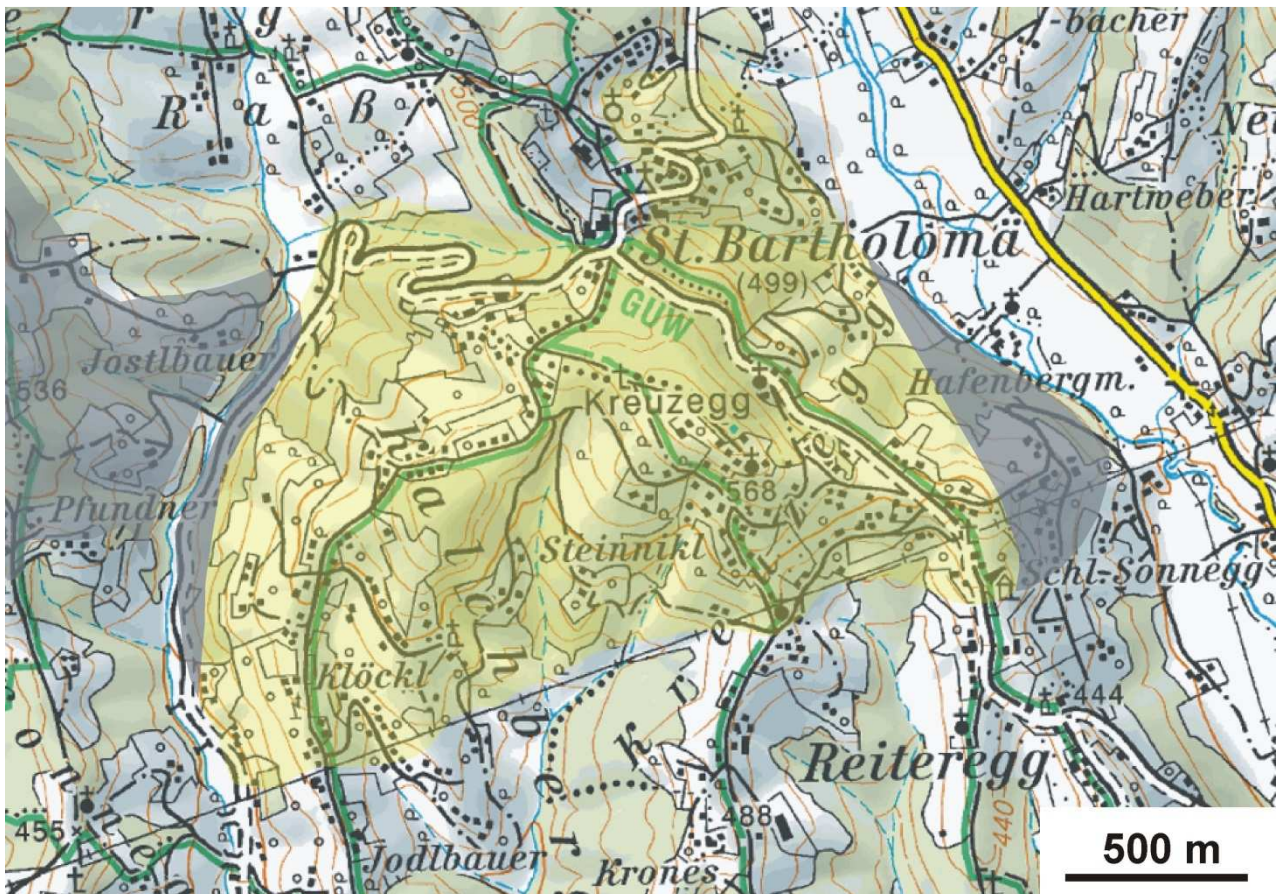 -bacher
Raß
Hartweber
St. Bartholomä
(499)
GUW
Jostlbauer
Hafenbergm.
536
Kreuzegg
Pfundner
568
Steinnikl
Schl. Sonnegg
Klöckl
444
Reiteregg
455
488
440
Jodlbauer
Krones
500 m